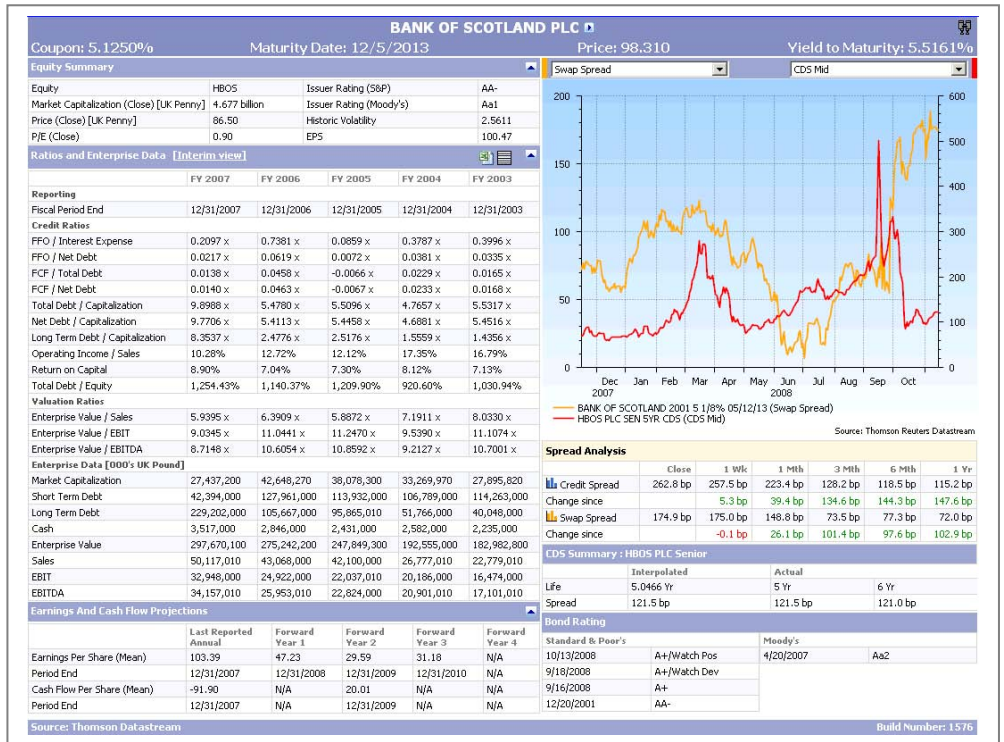 BANK OF SCOTLAND PLC
Coupon: 5.1250% Maturity Date: 12/5/2013 Price: 98.310 Yield to Maturity: 5.5161%
Equity Summary
Equity HBOS Issuer Rating (S&P) AA-
Market Capitalization (Close) [UK Penny] 4.677 billion Issuer Rating (Moody's) Aa1
Price (Close) [UK Penny] 86.50 Historic Volatility 2.5611
P/E (Close) 0.90 EPS 100.47
Ratios and Enterprise Data [Interim view]
FY 2007 FY 2006 FY 2005 FY 2004 FY 2003
Reporting
Fiscal Period End 12/31/2007 12/31/2006 12/31/2005 12/31/2004 12/31/2003
Credit Ratios
FFO / Interest Expense 0.2097 x 0.7381 x 0.0859 x 0.3787 x 0.3996 x
FFO / Net Debt 0.0217 x 0.0619 x 0.0072 x 0.0381 x 0.0335 x
FCF / Total Debt 0.0138 x 0.0458 x -0.0066 x 0.0229 x 0.0165 x
FCF / Net Debt 0.0140 x 0.0463 x -0.0067 x 0.0233 x 0.0168 x
Total Debt / Capitalization 9.8988 x 5.4780 x 5.5096 x 4.7657 x 5.5317 x
Net Debt / Capitalization 9.7706 x 5.4113 x 5.4458 x 4.6881 x 5.4516 x
Long Term Debt / Capitalization 8.3537 x 2.4776 x 2.5176 x 1.5559 x 1.4356 x
Operating Income / Sales 10.28% 12.72% 12.12% 17.35% 16.79%
Return on Capital 8.90% 7.04% 7.30% 8.12% 7.13%
Total Debt / Equity 1,254.43% 1,140.37% 1,209.90% 920.60% 1,030.94%
Valuation Ratios
Enterprise Value / Sales 5.9395 x 6.3909 x 5.8872 x 7.1911 x 8.0330 x
Enterprise Value / EBIT 9.0345 x 11.0441 x 11.2470 x 9.5390 x 11.1074 x
Enterprise Value / EBITDA 8.7148 x 10.6054 x 10.8592 x 9.2127 x 10.7001 x
Enterprise Data [000's UK Pound]
Market Capitalization 27,437,200 42,648,270 38,078,300 33,269,970 27,895,820
Short Term Debt 42,394,000 127,961,000 113,932,000 106,789,000 114,263,000
Long Term Debt 229,202,000 105,667,000 95,865,010 51,766,000 40,048,000
Cash 3,517,000 2,846,000 2,431,000 2,582,000 2,235,000
Enterprise Value 297,670,100 275,242,200 247,849,300 192,555,000 182,982,800
Sales 50,117,010 43,068,000 42,100,000 26,777,010 22,779,010
EBIT 32,948,000 24,922,000 22,037,010 20,186,000 16,474,000
EBITDA 34,157,010 25,953,010 22,824,000 20,901,010 17,101,010
Earnings And Cash Flow Projections
Last Reported Annual Forward Year 1 Forward Year 2 Forward Year 3 Forward Year 4
Earnings Per Share (Mean) 103.39 47.23 29.59 31.18 N/A
Period End 12/31/2007 12/31/2008 12/31/2009 12/31/2010 N/A
Cash Flow Per Share (Mean) -91.90 N/A 20.01 N/A N/A
Period End 12/31/2007 N/A 12/31/2009 N/A N/A
Swap Spread CDS Mid
200 600
500
150
400
100 300
200
50
100
0 0
Dec Jan Feb Mar Apr May Jun Jul Aug Sep Oct
2007 2008
BANK OF SCOTLAND 2001 5 1/8% 05/12/13 (Swap Spread)
HBOS PLC SEN 5YR CDS (CDS Mid)
Source: Thomson Reuters Datastream
Spread Analysis
Close 1 Wk 1 Mth 3 Mth 6 Mth 1 Yr
Credit Spread 262.8 bp 257.5 bp 223.4 bp 128.2 bp 118.5 bp 115.2 bp
Change since 5.3 bp 39.4 bp 134.6 bp 144.3 bp 147.6 bp
Swap Spread 174.9 bp 175.0 bp 148.8 bp 73.5 bp 77.3 bp 72.0 bp
Change since -0.1 bp 26.1 bp 101.4 bp 97.6 bp 102.9 bp
CDS Summary : HBOS PLC Senior
Interpolated Actual
Life 5.0466 Yr 5 Yr 6 Yr
Spread 121.5 bp 121.5 bp 121.0 bp
Bond Rating
Standard & Poor's Moody's
10/13/2008 A+/Watch Pos 4/20/2007 Aa2
9/18/2008 A+/Watch Dev
9/16/2008 A+
12/20/2001 AA-
Source: Thomson Datastream Build Number: 1576